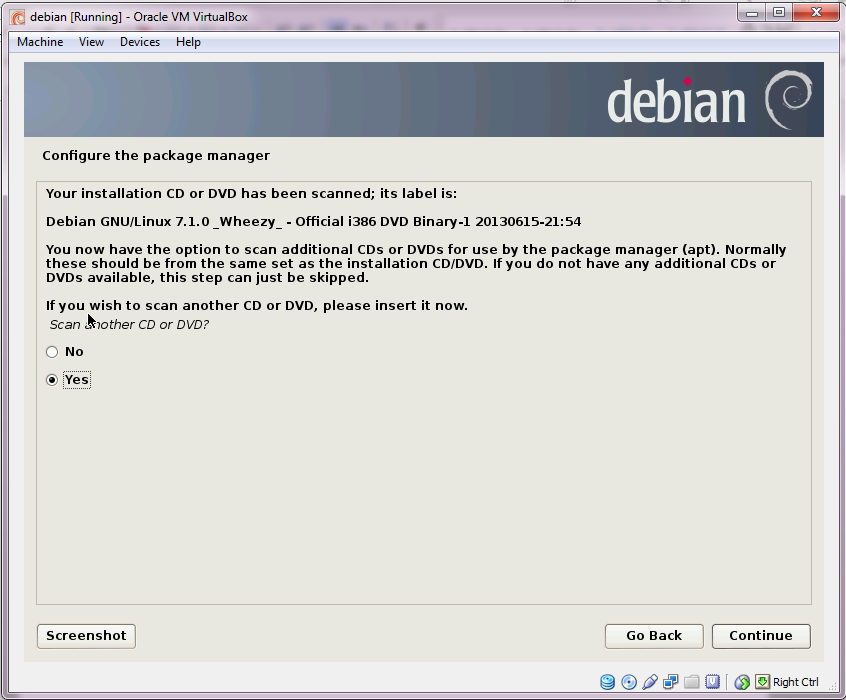 debian [Running] - Oracle VM VirtualBox
Machine View Devices Help
debian
Configure the package manager
Your installation CD or DVD has been scanned; its label is:
Debian GNU/Linux 7.1.0 _Wheezy_ - Official i386 DVD Binary-1 20130615-21:54
You now have the option to scan additional CDs or DVDs for use by the package manager (apt). Normally
these should be from the same set as the installation CD/DVD. If you do not have any additional CDs or
DVDs available, this step can just be skipped.
If you wish to scan another CD or DVD, please insert it now.
Scan another CD or DVD?
No
Yes
Screenshot Go Back Continue
Right Ctrl